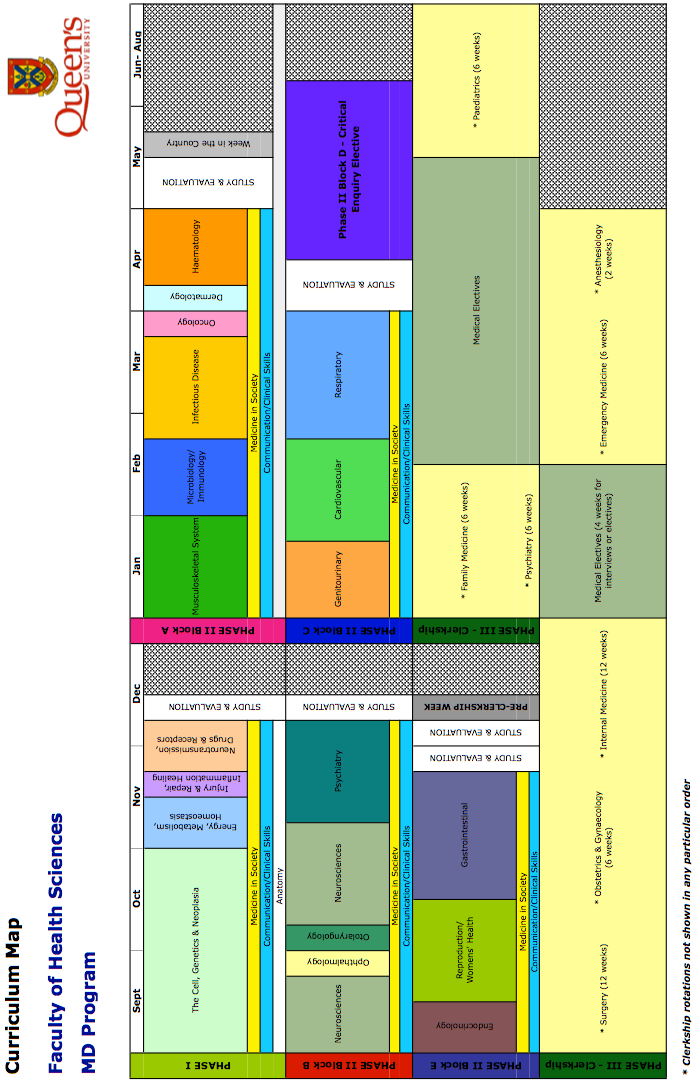 Curriculum Map
Faculty of Health Sciences
MD Program
Queen's
UNIVERSITY
Sept
Oct
Nov
Dec
Jan
Feb
Mar
Apr
May
Jun- Aug
PHASE I
The Cell, Genetics & Neoplasia
Energy, Metabolism,
Homeostasis
Injury & Repair,
Inflammation Healing
Neurotransmission,
Drugs & Receptors
STUDY & EVALUATION
Medicine in Society
Communication/Clinical Skills
Anatomy
PHASE II Block A
Musculoskeletal System
Microbiology/
Immunology
Infectious Disease
Oncology
Dermatology
Haematology
STUDY & EVALUATION
Week in the Country
Medicine in Society
Communication/Clinical Skills
PHASE II Block B
Neurosciences
Ophthalmology
Otolaryngology
Neurosciences
Psychiatry
STUDY & EVALUATION
Medicine in Society
Communication/Clinical Skills
PHASE II Block C
Genitourinary
Cardiovascular
Respiratory
STUDY & EVALUATION
Medicine in Society
Communication/Clinical Skills
Phase II Block D - Critical
Enquiry Elective
PHASE II Block E
Endocrinology
Reproduction/
Womens' Health
Gastrointestinal
STUDY & EVALUATION
STUDY & EVALUATION
PRE-CLERKSHIP WEEK
Medicine in Society
Communication/Clinical Skills
PHASE III - Clerkship
* Family Medicine (6 weeks)
* Psychiatry (6 weeks)
Medical Electives
* Paediatrics (6 weeks)
PHASE III - Clerkship
* Surgery (12 weeks)
* Obstetrics & Gynaecology
(6 weeks)
* Internal Medicine (12 weeks)
Medical Electives (4 weeks for
interviews or electives)
* Emergency Medicine (6 weeks)
* Anesthesiology
(2 weeks)
* Clerkship rotations not shown in any particular order